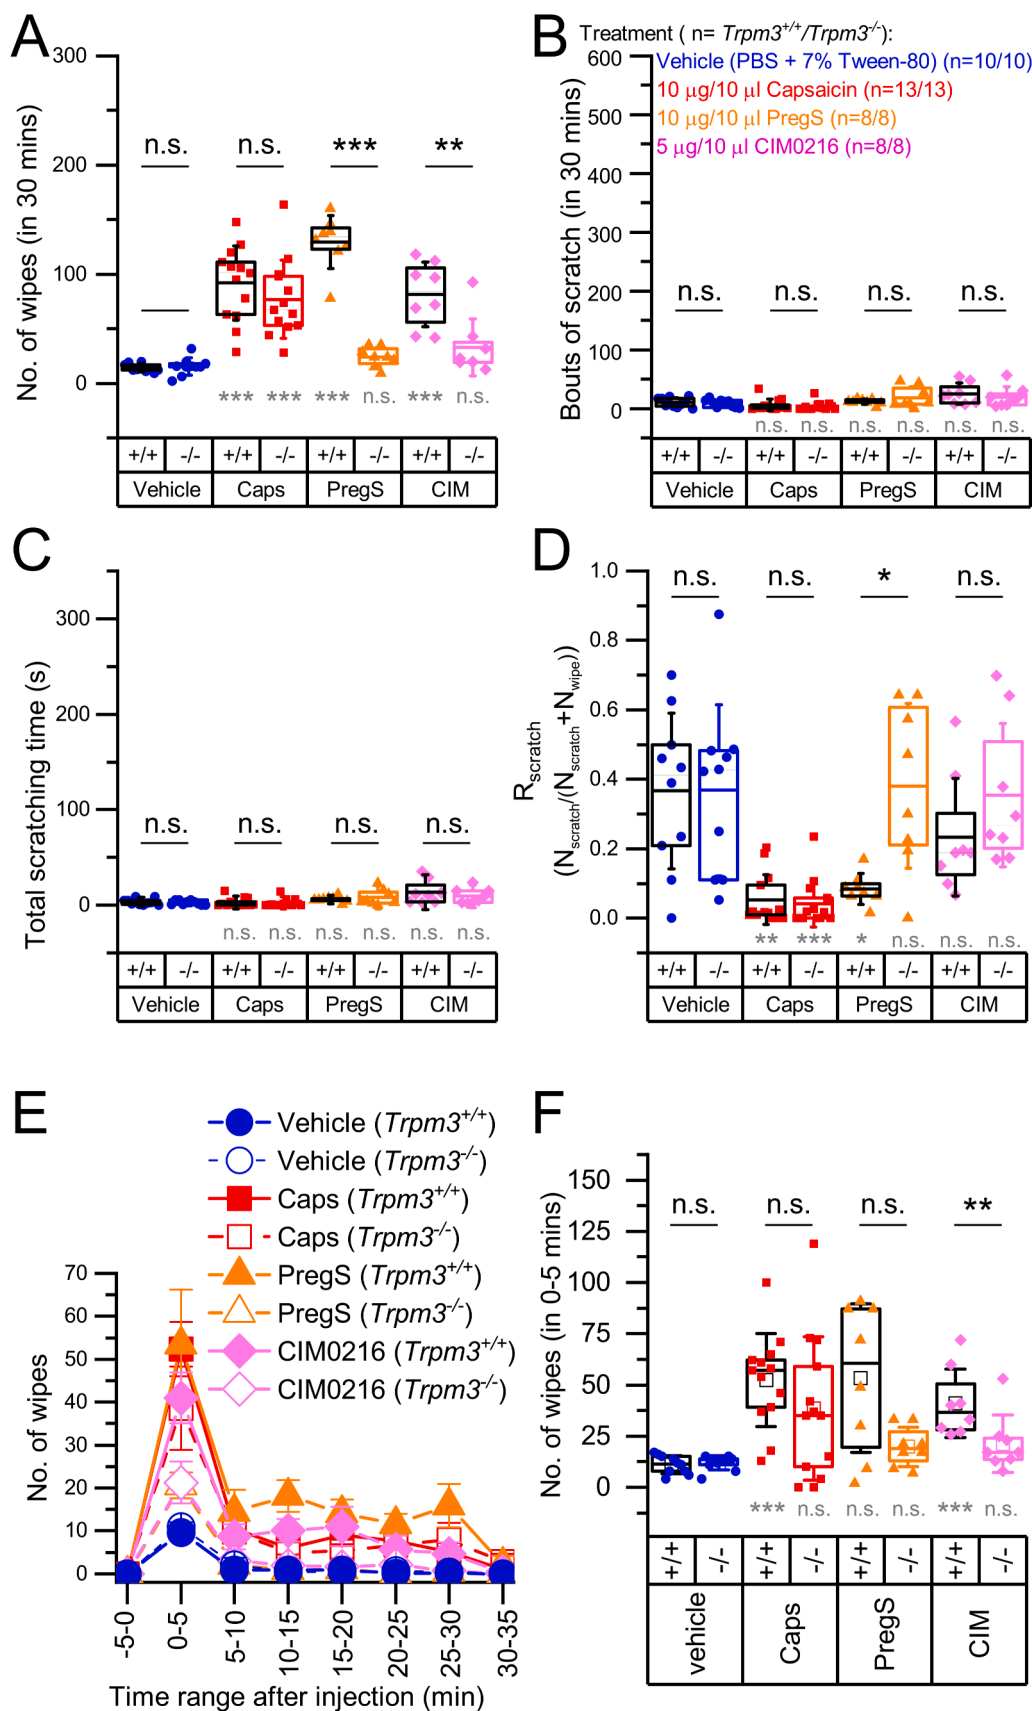 A
No. of wipes (in 30 mins)
300
200
100
0
n.s. n.s. *** **
*** *** *** n.s. *** n.s.
+/+ -/- +/+ -/- +/+ -/- +/+ -/-
Vehicle Caps PregS CIM
B
Treatment ( n= Trpm3+/+/Trpm3-/-):
Vehicle (PBS + 7% Tween-80) (n=10/10)
10 μg/10 μl Capsaicin (n=13/13)
10 μg/10 μl PregS (n=8/8)
5 μg/10 μl CIM0216 (n=8/8)
Bouts of scratch (in 30 mins)
600
500
400
300
200
100
0
n.s. n.s. n.s. n.s.
n.s. n.s. n.s. n.s. n.s. n.s.
+/+ -/- +/+ -/- +/+ -/- +/+ -/-
Vehicle Caps PregS CIM
C
Total scratching time (s)
300
200
100
0
n.s. n.s. n.s. n.s.
n.s. n.s. n.s. n.s. n.s. n.s.
+/+ -/- +/+ -/- +/+ -/- +/+ -/-
Vehicle Caps PregS CIM
D
Rscratch
(Nscratch/(Nscratch+Nwipe))
1.0
0.8
0.6
0.4
0.2
0.0
n.s. n.s. * n.s.
** *** * n.s. n.s. n.s.
+/+ -/- +/+ -/- +/+ -/- +/+ -/-
Vehicle Caps PregS CIM
E
Vehicle (Trpm3+/+)
Vehicle (Trpm3-/-)
Caps (Trpm3+/+)
Caps (Trpm3-/-)
PregS (Trpm3+/+)
PregS (Trpm3-/-)
CIM0216 (Trpm3+/+)
CIM0216 (Trpm3-/-)
No. of wipes
70
60
50
40
30
20
10
0
-5-0 0-5 5-10 10-15 15-20 20-25 25-30 30-35
Time range after injection (min)
F
No. of wipes (in 0-5 mins)
150
125
100
75
50
25
0
n.s. n.s. n.s. **
*** n.s. n.s. n.s. *** n.s.
+/+ -/- +/+ -/- +/+ -/- +/+ -/-
vehicle Caps PregS CIM